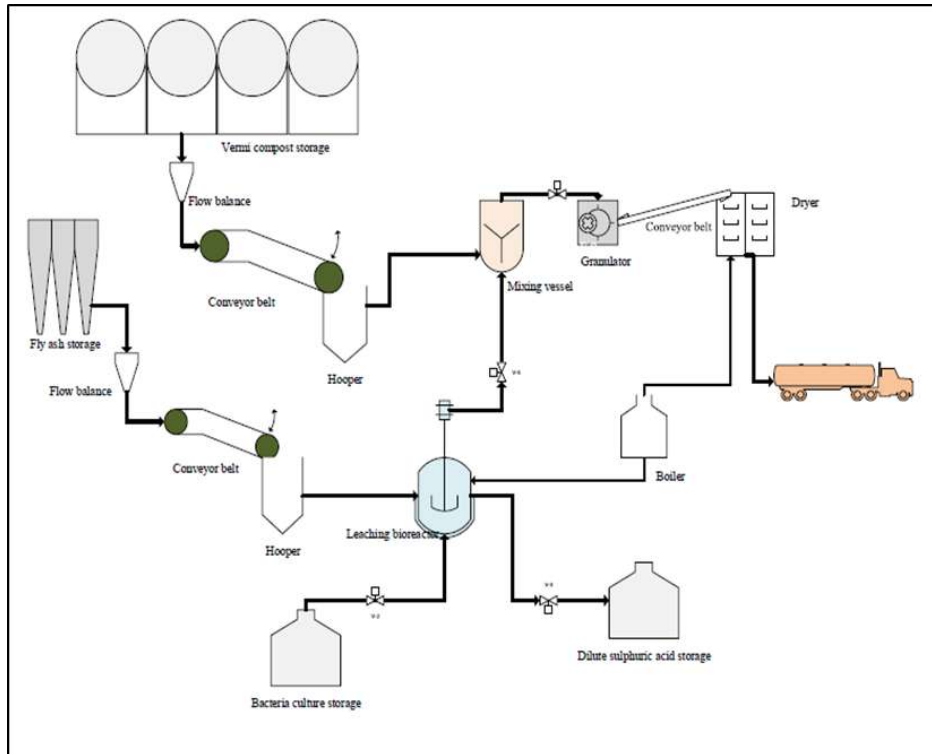 Vermi compost storage
Flow balance
Dryer
Conveyor belt
Granulator
Mixing vessel
Conveyor belt
Fly ash storage
Hooper
Flow balance
Conveyor belt
Boiler
Leaching bioreactor
Hooper
Dilute sulphuric acid storage
Bacteria culture storage